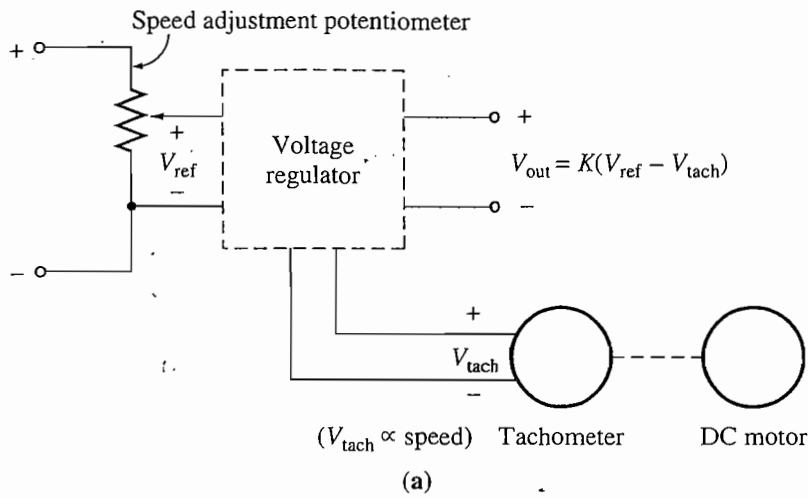 Speed adjustment potentiometer
+
+
V_ref
−
−
Voltage
regulator
+
V_out = K(V_ref − V_tach)
−
+
V_tach
−
(V_tach ∝ speed)
Tachometer
DC motor
(a)